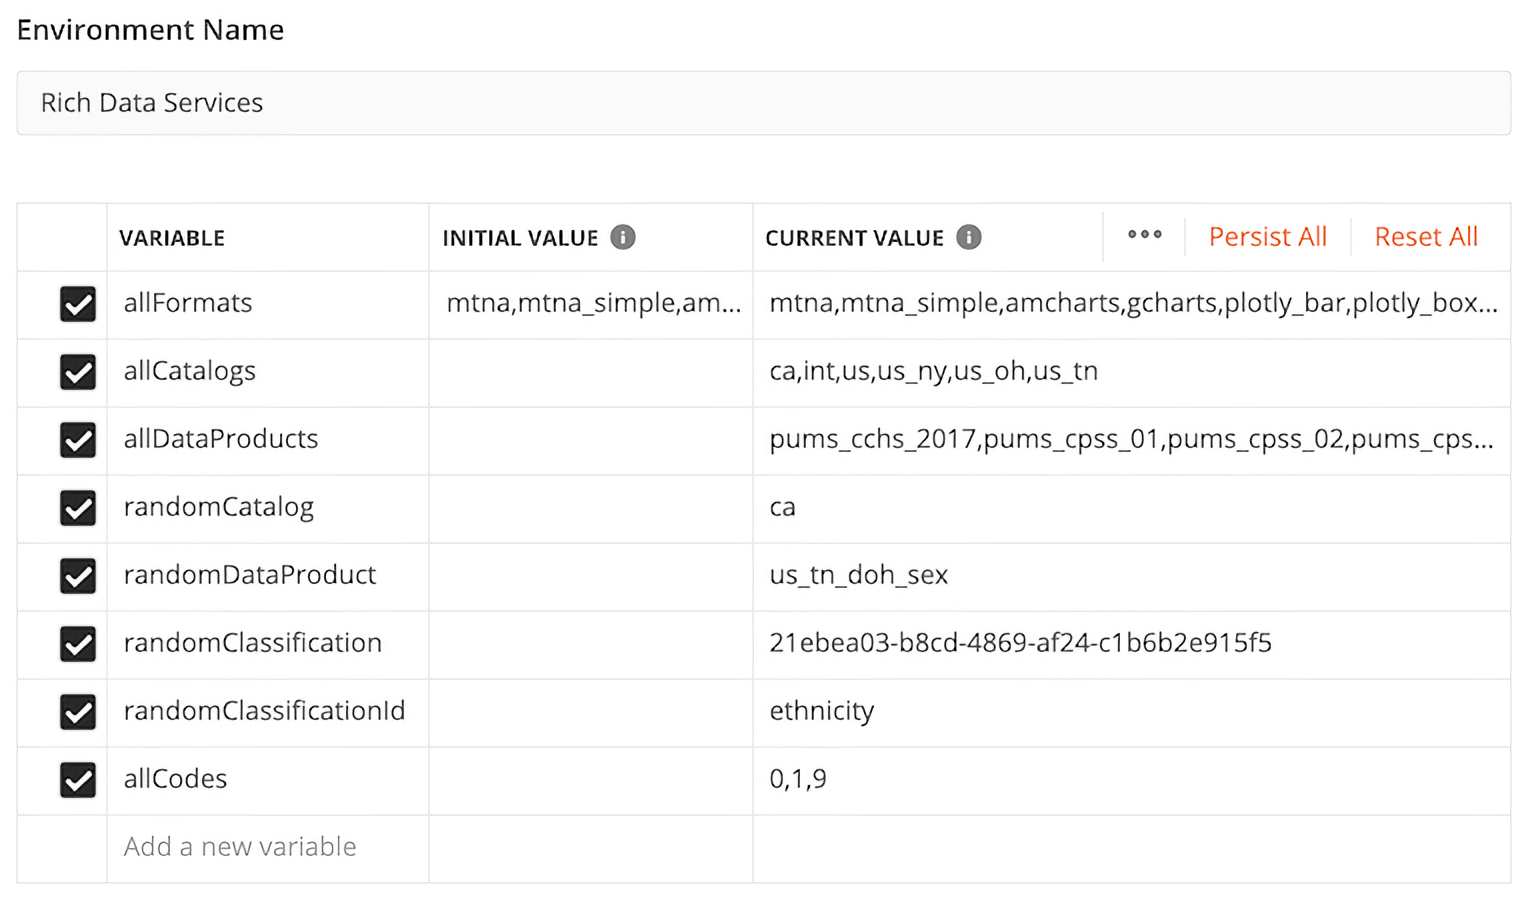 Environment Name
Rich Data Services
VARIABLE INITIAL VALUE CURRENT VALUE Persist All Reset All
allFormats mtna,mtna_simple,am... mtna,mtna_simple,amcharts,gcharts,plotly_bar,plotly_box...
allCatalogs ca,int,us,us_ny,us_oh,us_tn
allDataProducts pums_cchs_2017,pums_cpss_01,pums_cpss_02,pums_cps...
randomCatalog ca
randomDataProduct us_tn_doh_sex
randomClassification 21ebea03-b8cd-4869-af24-c1b6b2e915f5
randomClassificationId ethnicity
allCodes 0,1,9
Add a new variable